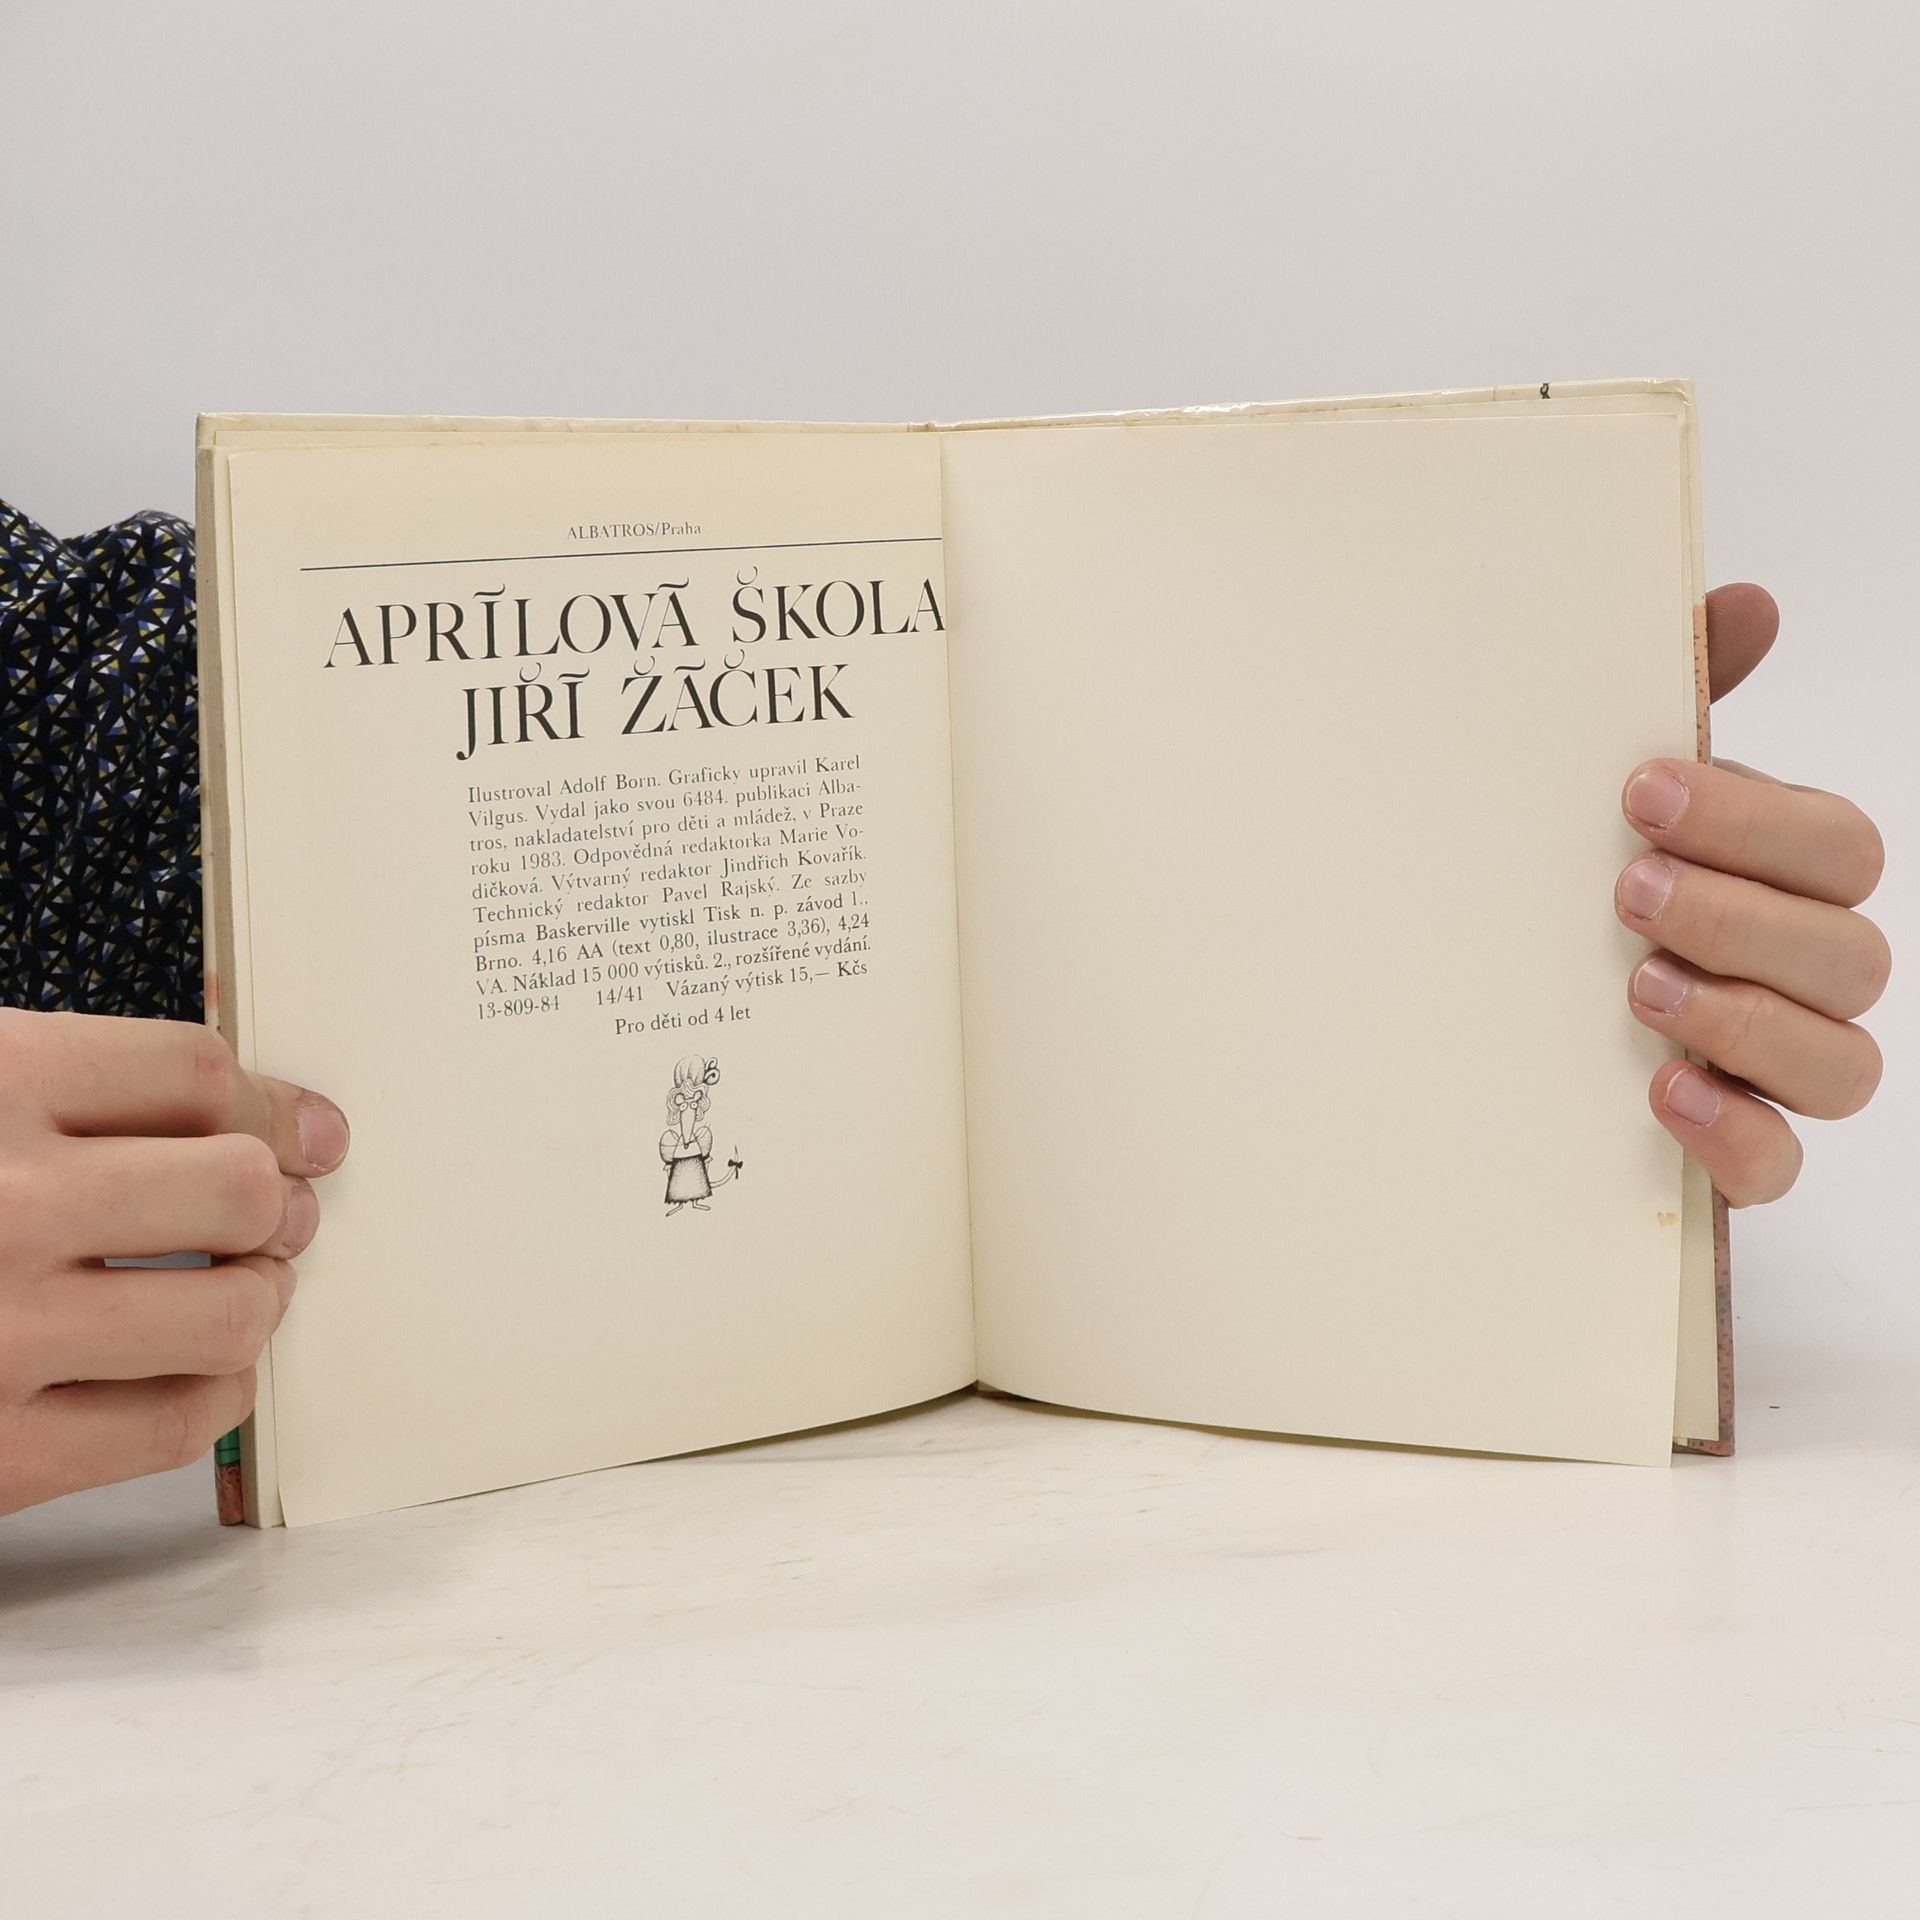 ALBATROS/Praha
APRĪLOVÃ ŠKOLA
JIŘĪ ŽÃČEK
Ilustroval Adolf Born. Graficky upravil Karel
Vilgus. Vydal jako svou 6484. publikaci Alba-
tros, nakladatelství pro děti a mládež, v Praze
roku 1983. Odpovědná redaktorka Marie Vo-
dičková. Výtvarný redaktor Jindřich Kovařík.
Technický redaktor Pavel Rajský. Ze sazby
písma Baskerville vytiskl Tisk n. p. závod 1.,
Brno. 4,16 AA (text 0,80, ilustrace 3,36), 4,24
VA. Náklad 15 000 výtisků. 2., rozšířené vydání.
13-809-84 14/41 Vázaný výtisk 15,— Kčs
Pro děti od 4 let